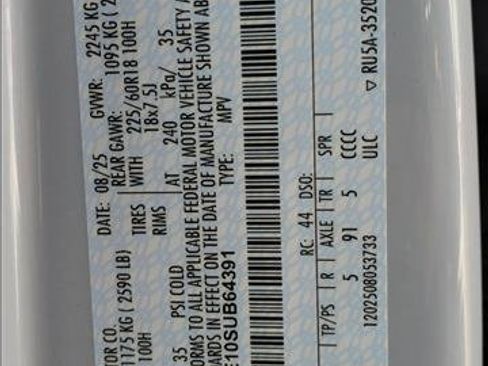 TOR CO.
DATE: 08/25 GVWR: 2245 KG
1175 KG ( 2590 LB) REAR GAWR: 1095 KG ( 2
100H TIRES WITH 225/60R18 100H
RIMS 18x7.5J
35 PSI COLD AT 240 kPa/ 35
ORMS TO ALL APPLICABLE FEDERAL MOTOR VEHICLE SAFETY
ARDS IN EFFECT ON THE DATE OF MANUFACTURE SHOWN AB
E10SUB64391 TYPE: MPV
RC: 44 DSO:
TP/PS R AXLE TR SPR
5 91 5 CCCC
1202508053733 ULC
▽ RU5A-3520